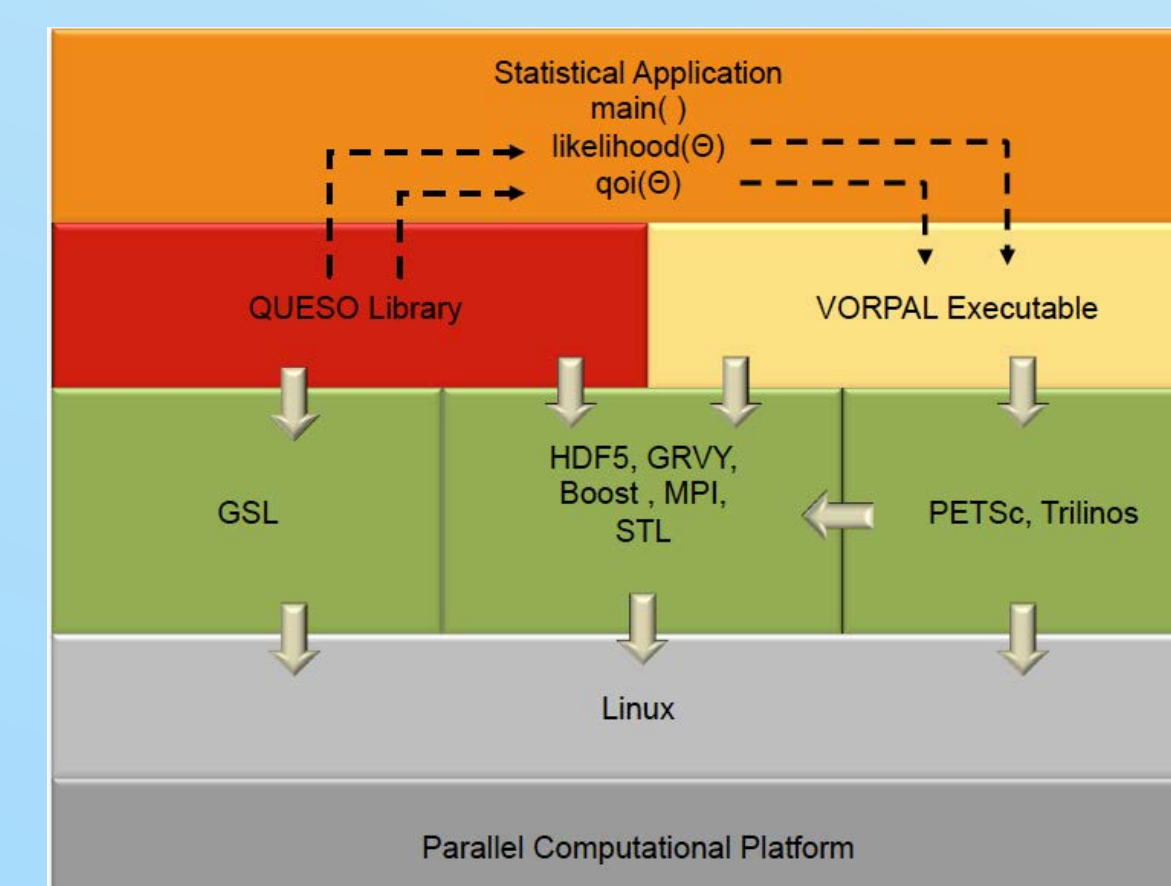 Statistical Application
main( )
likelihood(Θ)
qoi(Θ)
QUESO Library
VORPAL Executable
GSL
HDF5, GRVY,
Boost , MPI,
STL
PETSc, Trilinos
Linux
Parallel Computational Platform